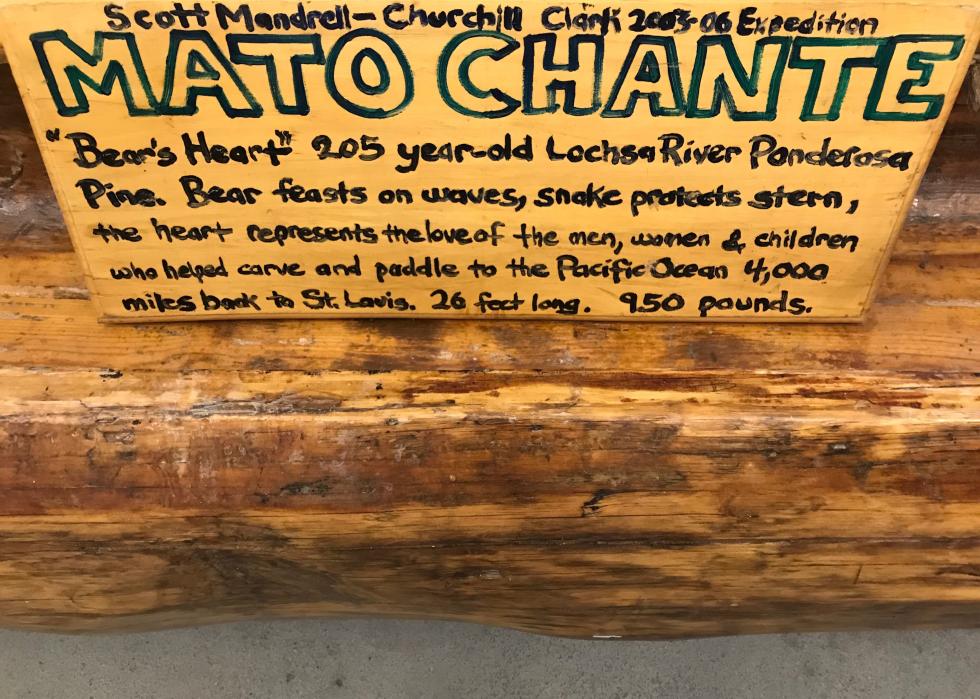 Scott Mandrell- Churchill Clark 2003-06 Expedition
MATO CHANTE
"Bear's Heart" 205 year-old Lochsa River Ponderosa
Pine. Bear feasts on waves, snake protects stern,
the heart represents the love of the men, women & children
who helped carve and paddle to the Pacific Ocean 4,000
miles back to St. Louis. 26 feet long. 950 pounds.